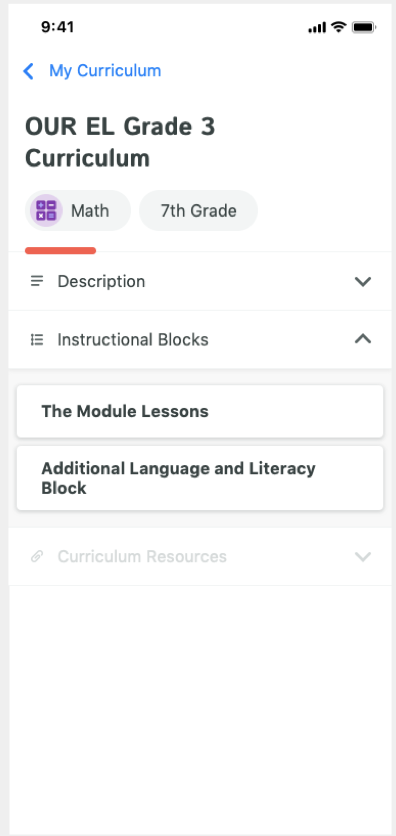 9:41
My Curriculum
OUR EL Grade 3
Curriculum
Math
7th Grade
Description
Instructional Blocks
The Module Lessons
Additional Language and Literacy
Block
Curriculum Resources